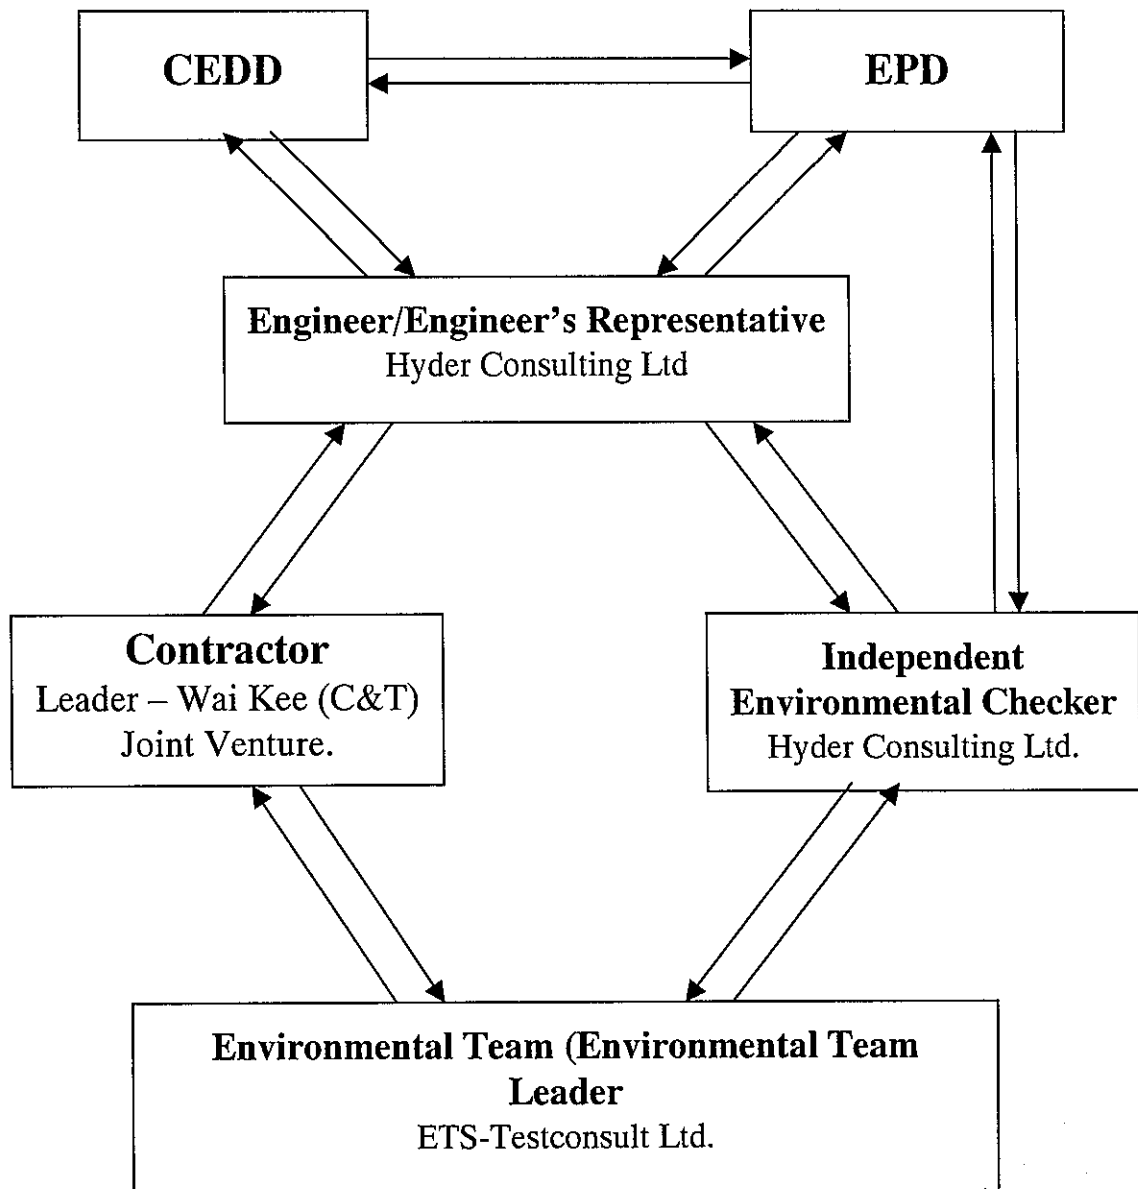 CEDD
EPD
Engineer/Engineer's Representative
Hyder Consulting Ltd
Contractor
Leader – Wai Kee (C&T)
Joint Venture.
Independent
Environmental Checker
Hyder Consulting Ltd.
Environmental Team (Environmental Team
Leader
ETS-Testconsult Ltd.